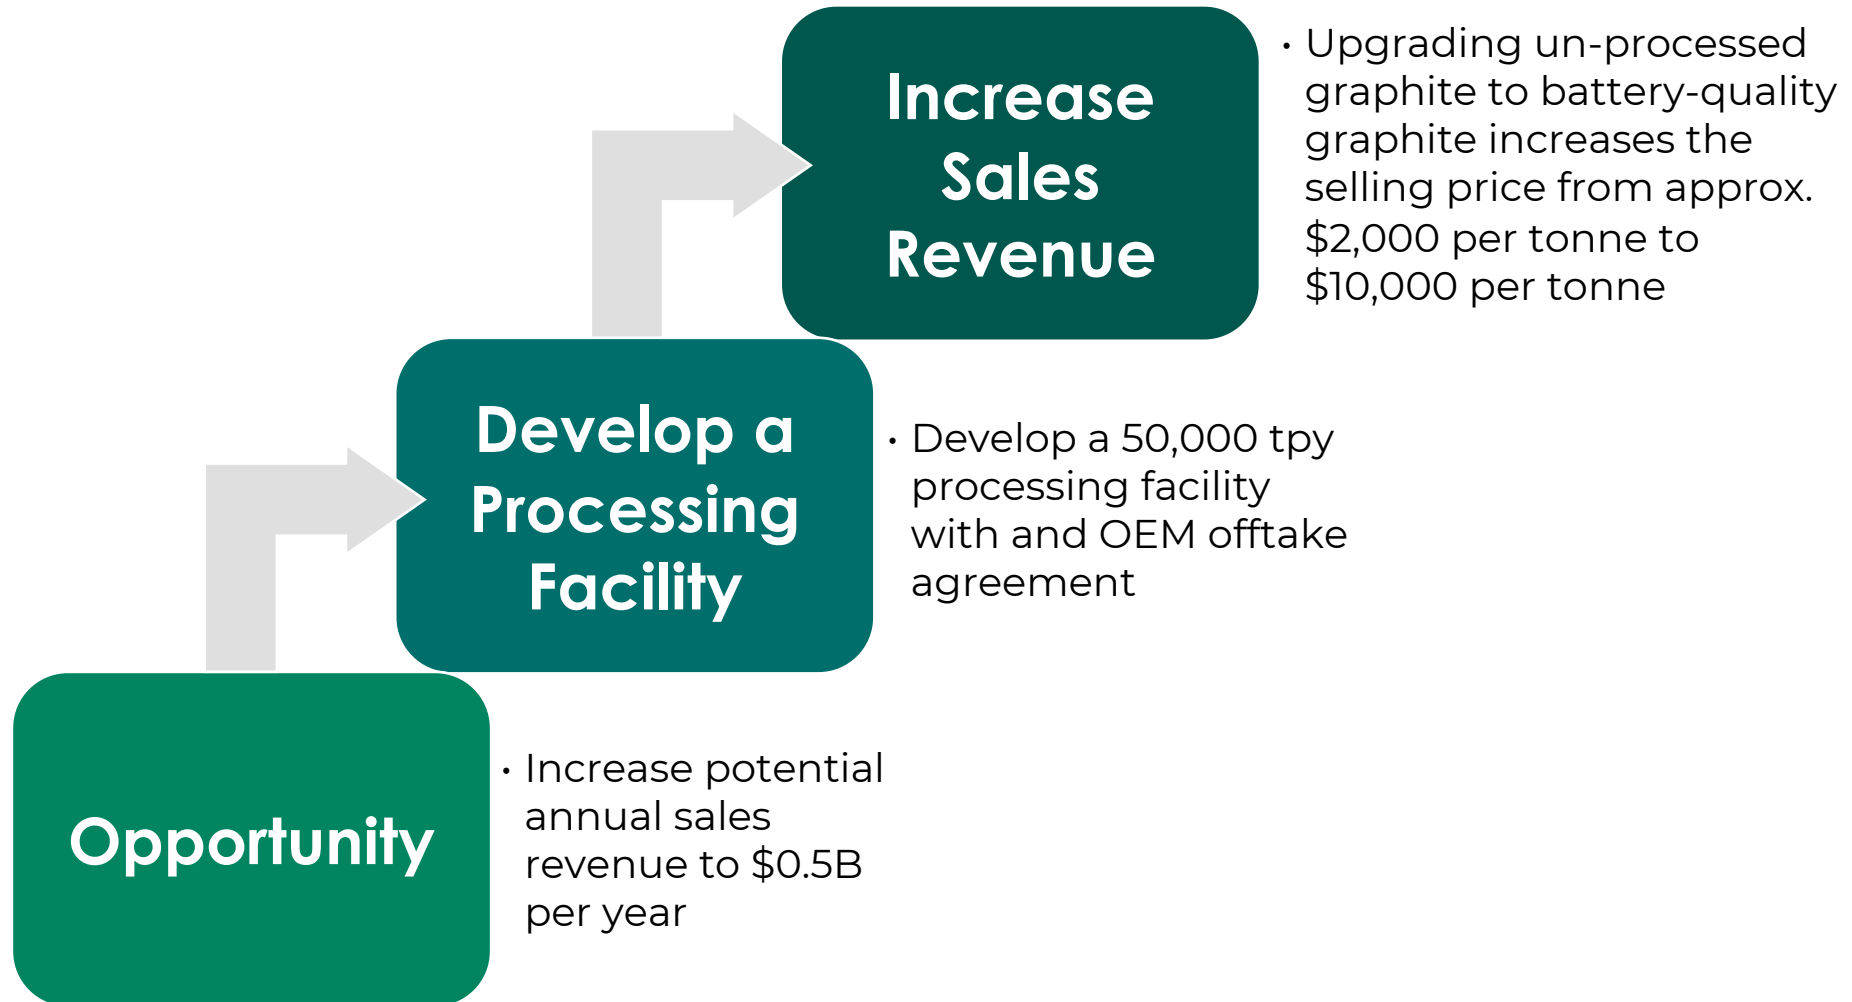 Increase
Sales
Revenue
• Upgrading un-processed
graphite to battery-quality
graphite increases the
selling price from approx.
$2,000 per tonne to
$10,000 per tonne
Develop a
Processing
Facility
• Develop a 50,000 tpy
processing facility
with and OEM offtake
agreement
Opportunity
• Increase potential
annual sales
revenue to $0.5B
per year